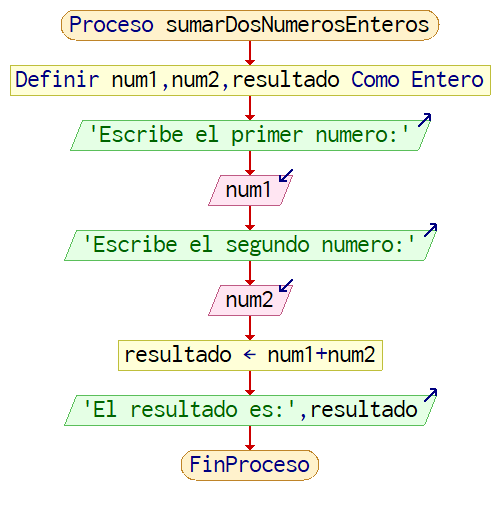 Proceso sumarDosNumerosEnteros
Definir num1,num2,resultado Como Entero
'Escribe el primer numero:'
num1
'Escribe el segundo numero:'
num2
resultado ← num1+num2
'El resultado es:',resultado
FinProceso